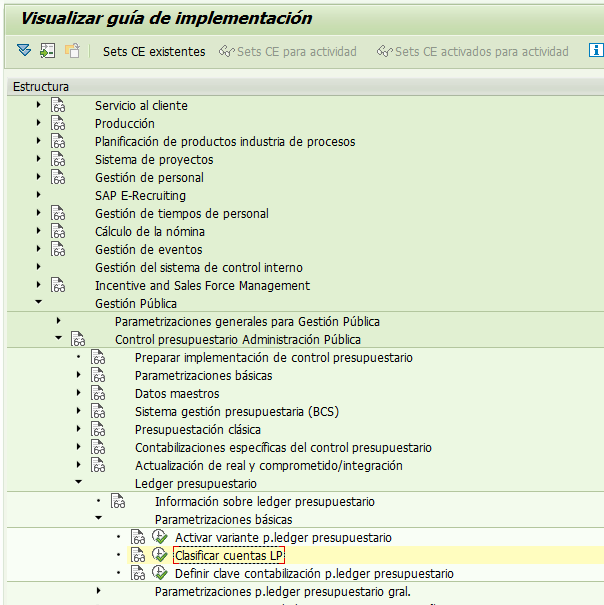 Visualizar guía de implementación
Sets CE existentes Sets CE para actividad Sets CE activados para actividad
Estructura
Servicio al cliente
Producción
Planificación de productos industria de procesos
Sistema de proyectos
Gestión de personal
SAP E-Recruiting
Gestión de tiempos de personal
Cálculo de la nómina
Gestión de eventos
Gestión del sistema de control interno
Incentive and Sales Force Management
Gestión Pública
Parametrizaciones generales para Gestión Pública
Control presupuestario Administración Pública
Preparar implementación de control presupuestario
Parametrizaciones básicas
Datos maestros
Sistema gestión presupuestaria (BCS)
Presupuestación clásica
Contabilizaciones específicas del control presupuestario
Actualización de real y comprometido/integración
Ledger presupuestario
Información sobre ledger presupuestario
Parametrizaciones básicas
Activar variante p.ledger presupuestario
Clasificar cuentas LP
Definir clave contabilización p.ledger presupuestario
Parametrizaciones p.ledger presupuestario gral.